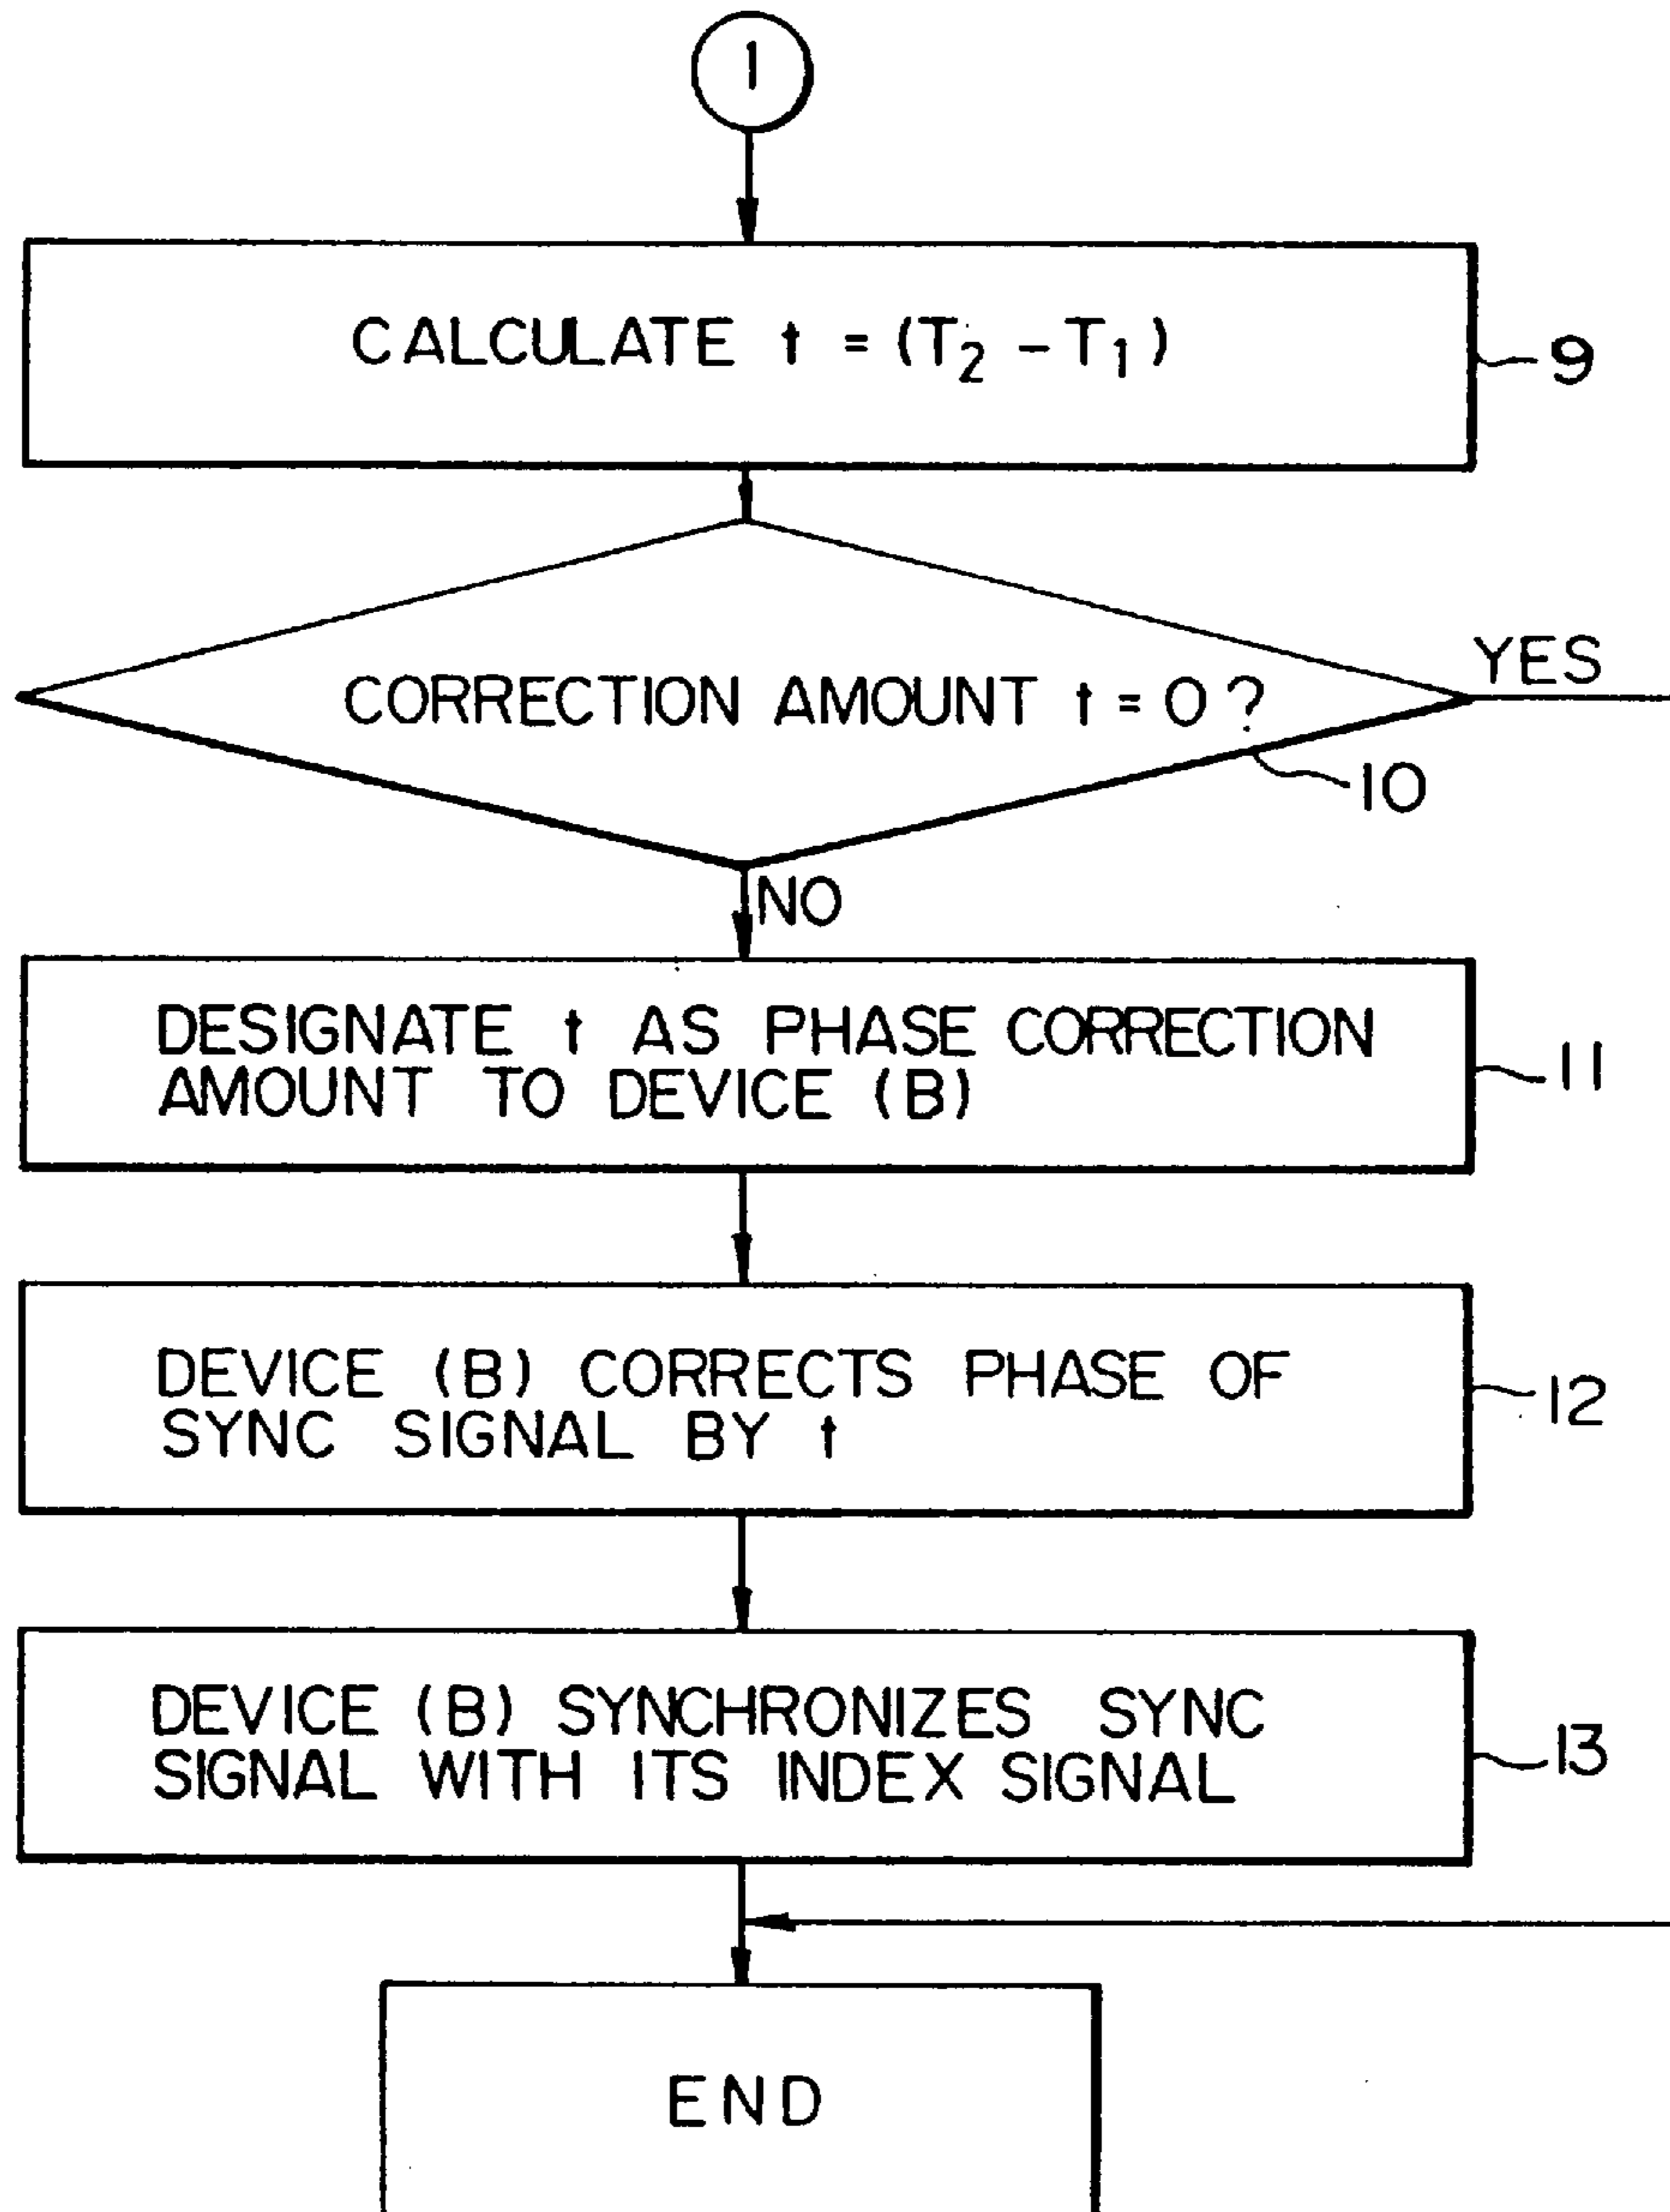 1
CALCULATE t = (T2 - T1)
9
YES
CORRECTION AMOUNT t = 0 ?
10
NO
DESIGNATE t AS PHASE CORRECTION
AMOUNT TO DEVICE (B)
11
DEVICE (B) CORRECTS PHASE OF
SYNC SIGNAL BY t
12
DEVICE (B) SYNCHRONIZES SYNC
SIGNAL WITH ITS INDEX SIGNAL
13
END